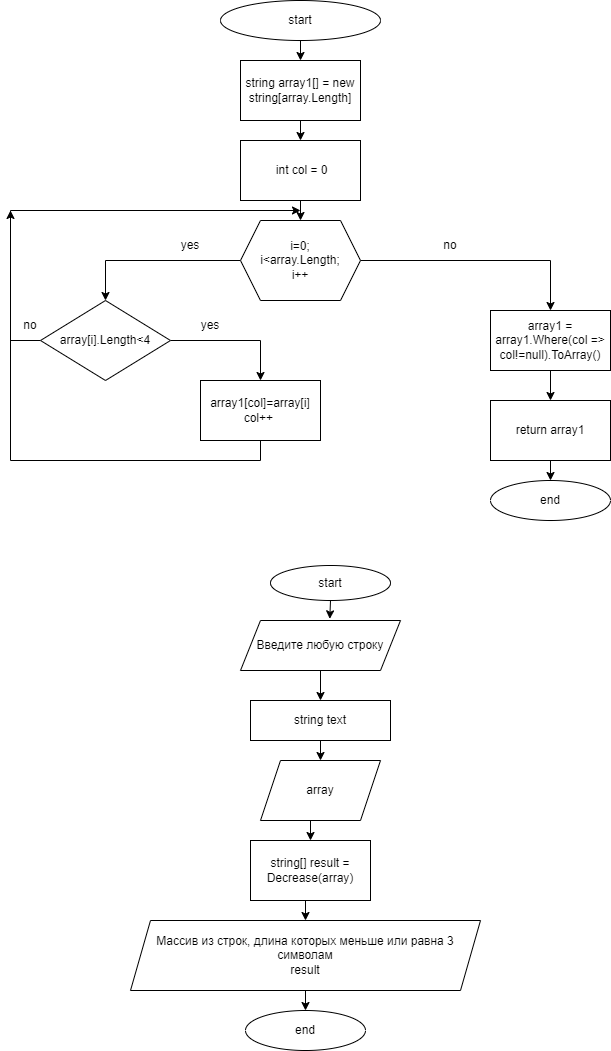 start
string array1[] = new
string[array.Length]
int col = 0
i=0;
i<array.Length;
i++
yes
no
array[i].Length<4
no
yes
array1[col]=array[i]
col++
array1 =
array1.Where(col =>
col!=null).ToArray()
return array1
end
start
Введите любую строку
string text
array
string[] result =
Decrease(array)
Массив из строк, длина которых меньше или равна 3
символам
result
end